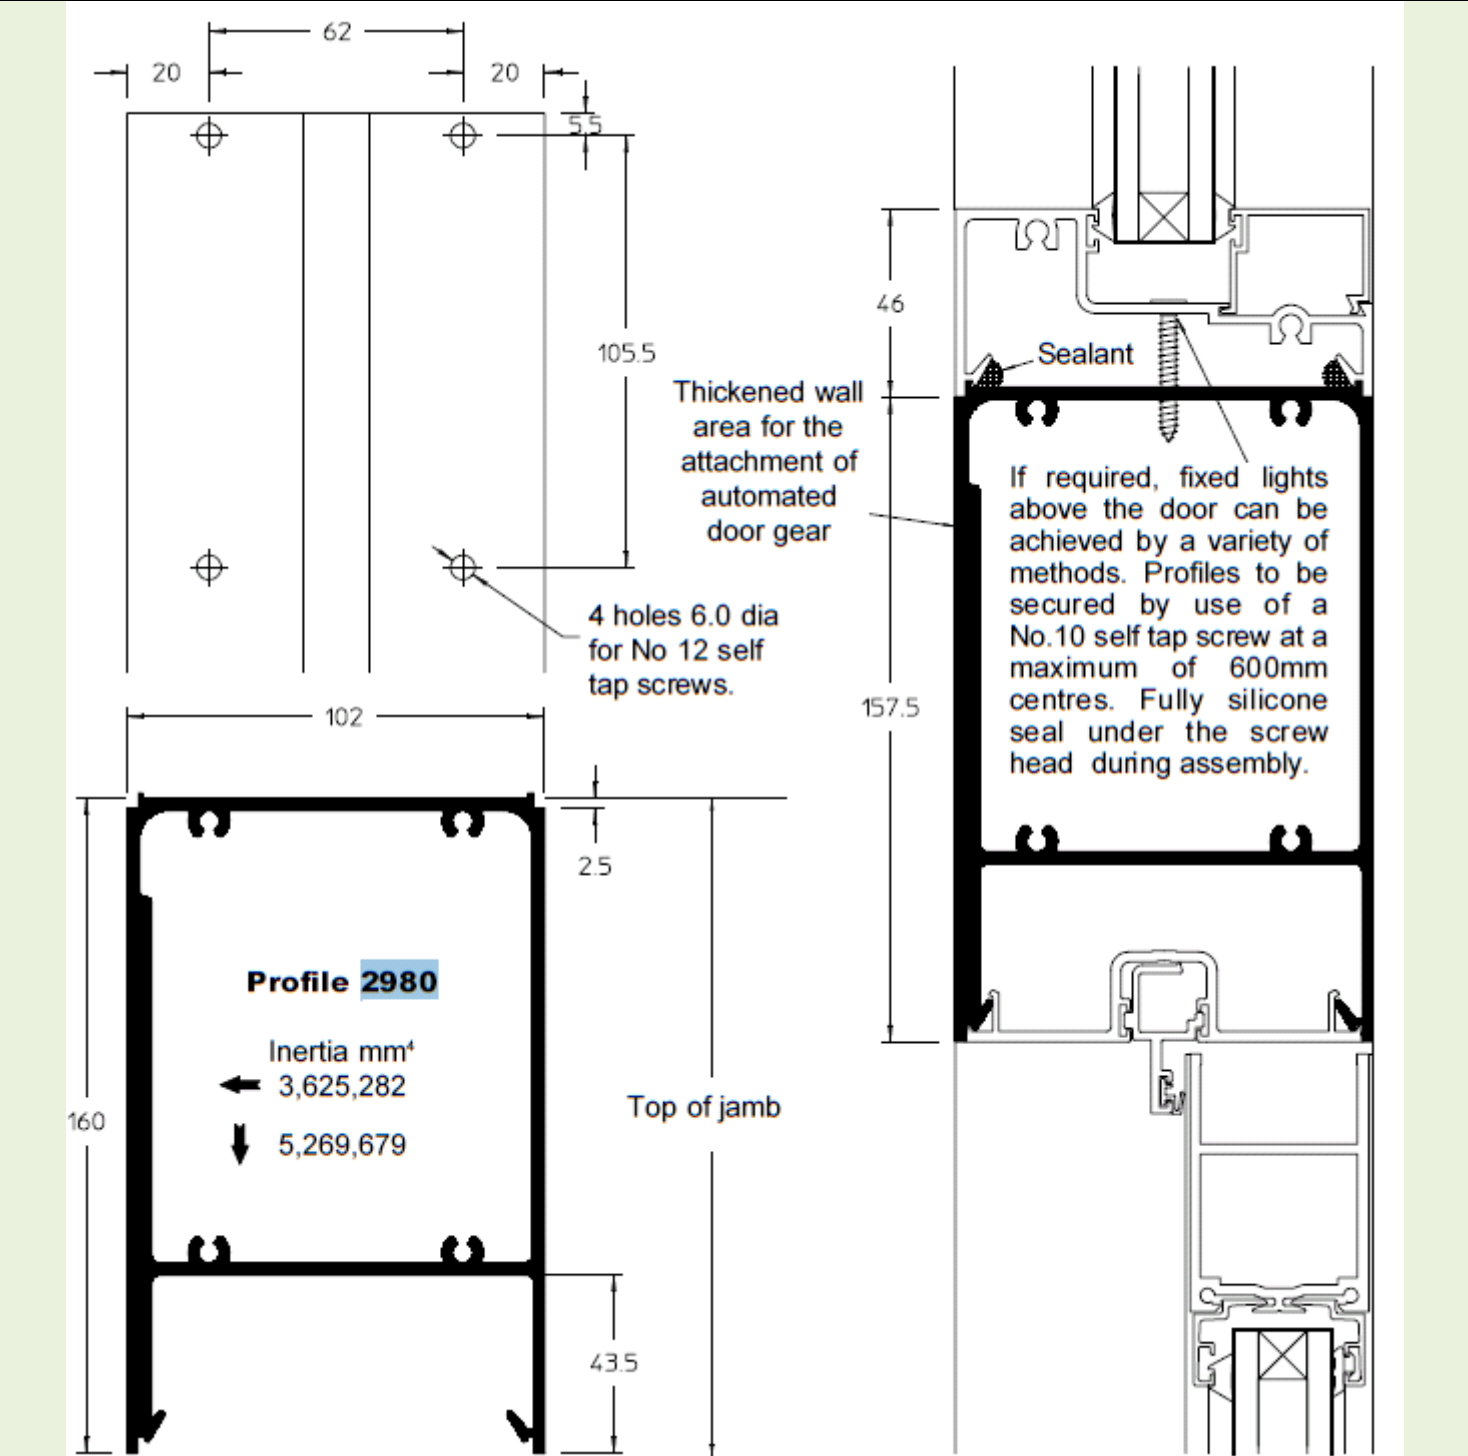 62
20
20
5.5
105.5
46
Sealant
Thickened wall
area for the
attachment of
automated
door gear
If required, fixed lights
above the door can be
achieved by a variety of
methods. Profiles to be
secured by use of a
No.10 self tap screw at a
maximum of 600mm
centres. Fully silicone
seal under the screw
head during assembly.
4 holes 6.0 dia
for No 12 self
tap screws.
157.5
102
2.5
Profile 2980
Inertia mm⁴
3,625,282
5,269,679
160
Top of jamb
43.5